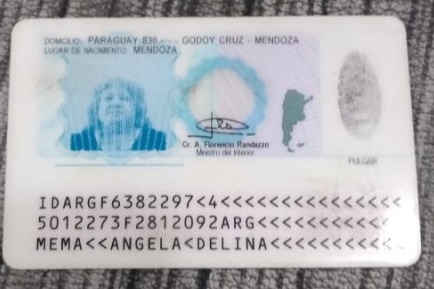 DOMICILIO: PARAGUAY 830 - - - GODOY CRUZ - MENDOZA
LUGAR DE NACIMIENTO: MENDOZA
Cr. A. Florencio Randazzo
Ministro del Interior
PULGAR
IDARGF6382297<4<<<<<<<<<<<<<<<
5012273F2812092ARG<<<<<<<<<<<
MEMA<<ANGELA<DELINA<<<<<<<<<<